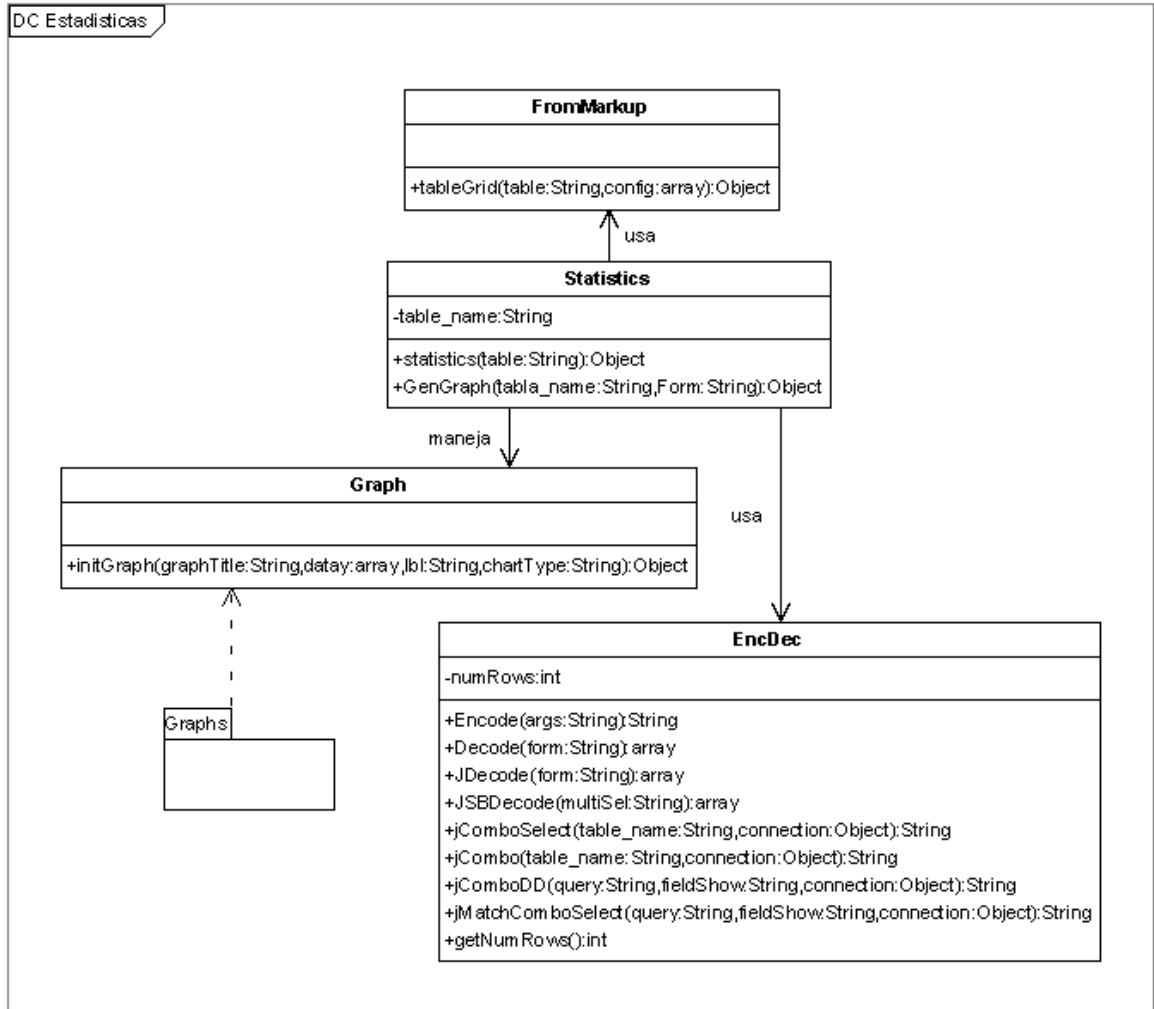 DC Estadisticas
FromMarkup
+tableGrid(table:String,config:array):Object
usa
Statistics
-table_name:String
+statistics(table:String):Object
+GenGraph(tabla_name:String,Form:String):Object
maneja
Graph
+initGraph(graphTitle:String,datay:array,lbl:String,chartType:String):Object
usa
Graphs
EncDec
-numRows:int
+Encode(args:String):String
+Decode(form:String):array
+JDecode(form:String):array
+JSBDecode(multiSel:String):array
+jComboSelect(table_name:String,connection:Object):String
+jCombo(table_name:String,connection:Object):String
+jComboDD(query:String,fieldShow:String,connection:Object):String
+jMatchComboSelect(query:String,fieldShow:String,connection:Object):String
+getNumRows():int